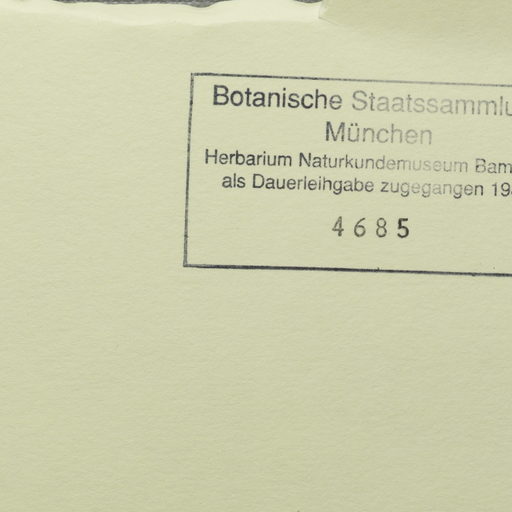 Botanische Staatssammlu
München
Herbarium Naturkundemuseum Bam
als Dauerleihgabe zugegangen 19
4685